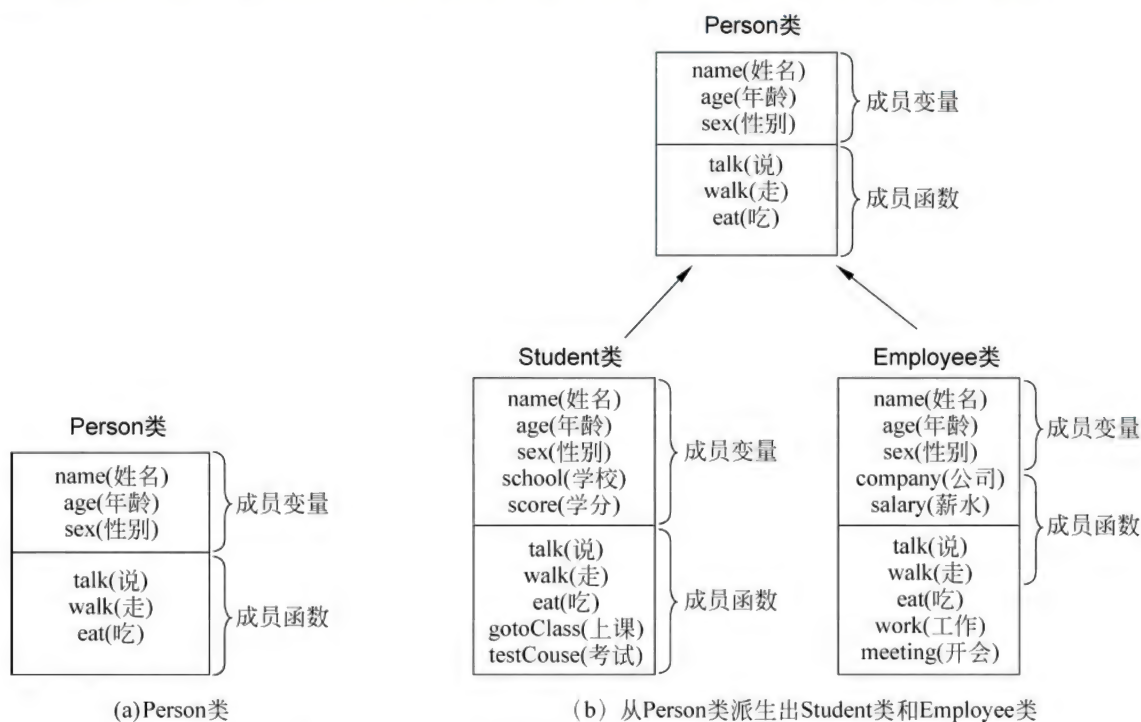 Person类
name(姓名)
age(年龄)
sex(性别)
成员变量
talk(说)
walk(走)
eat(吃)
成员函数
(a)Person类
Person类
name(姓名)
age(年龄)
sex(性别)
成员变量
talk(说)
walk(走)
eat(吃)
成员函数
Student类
name(姓名)
age(年龄)
sex(性别)
school(学校)
score(学分)
成员变量
talk(说)
walk(走)
eat(吃)
gotoClass(上课)
testCouse(考试)
成员函数
Employee类
name(姓名)
age(年龄)
sex(性别)
company(公司)
salary(薪水)
成员变量
talk(说)
walk(走)
eat(吃)
work(工作)
meeting(开会)
成员函数
(b) 从Person类派生出Student类和Employee类